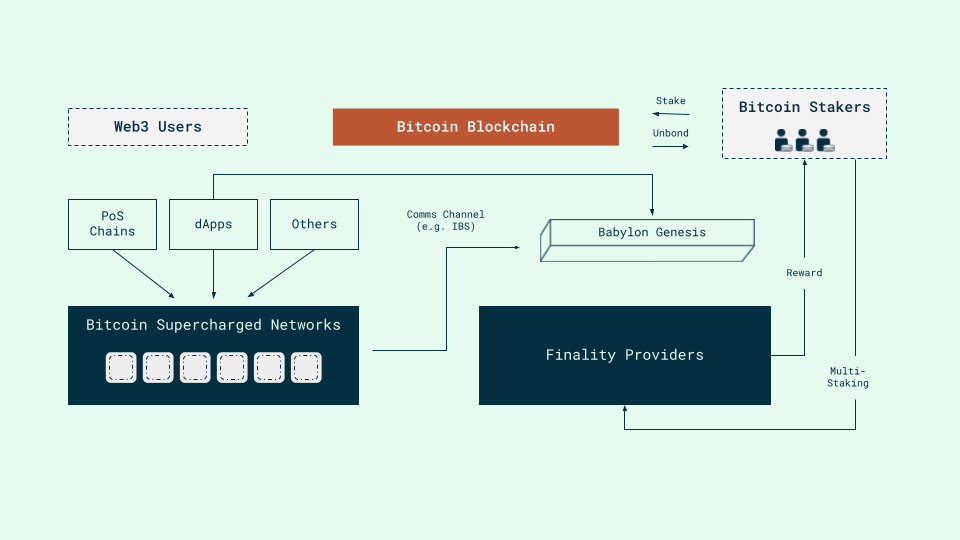 Web3 Users
Bitcoin Blockchain
Stake
Unbond
Bitcoin Stakers
PoS
Chains
dApps
Others
Comms Channel
(e.g. IBS)
Babylon Genesis
Reward
Bitcoin Supercharged Networks
Finality Providers
Multi-
Staking